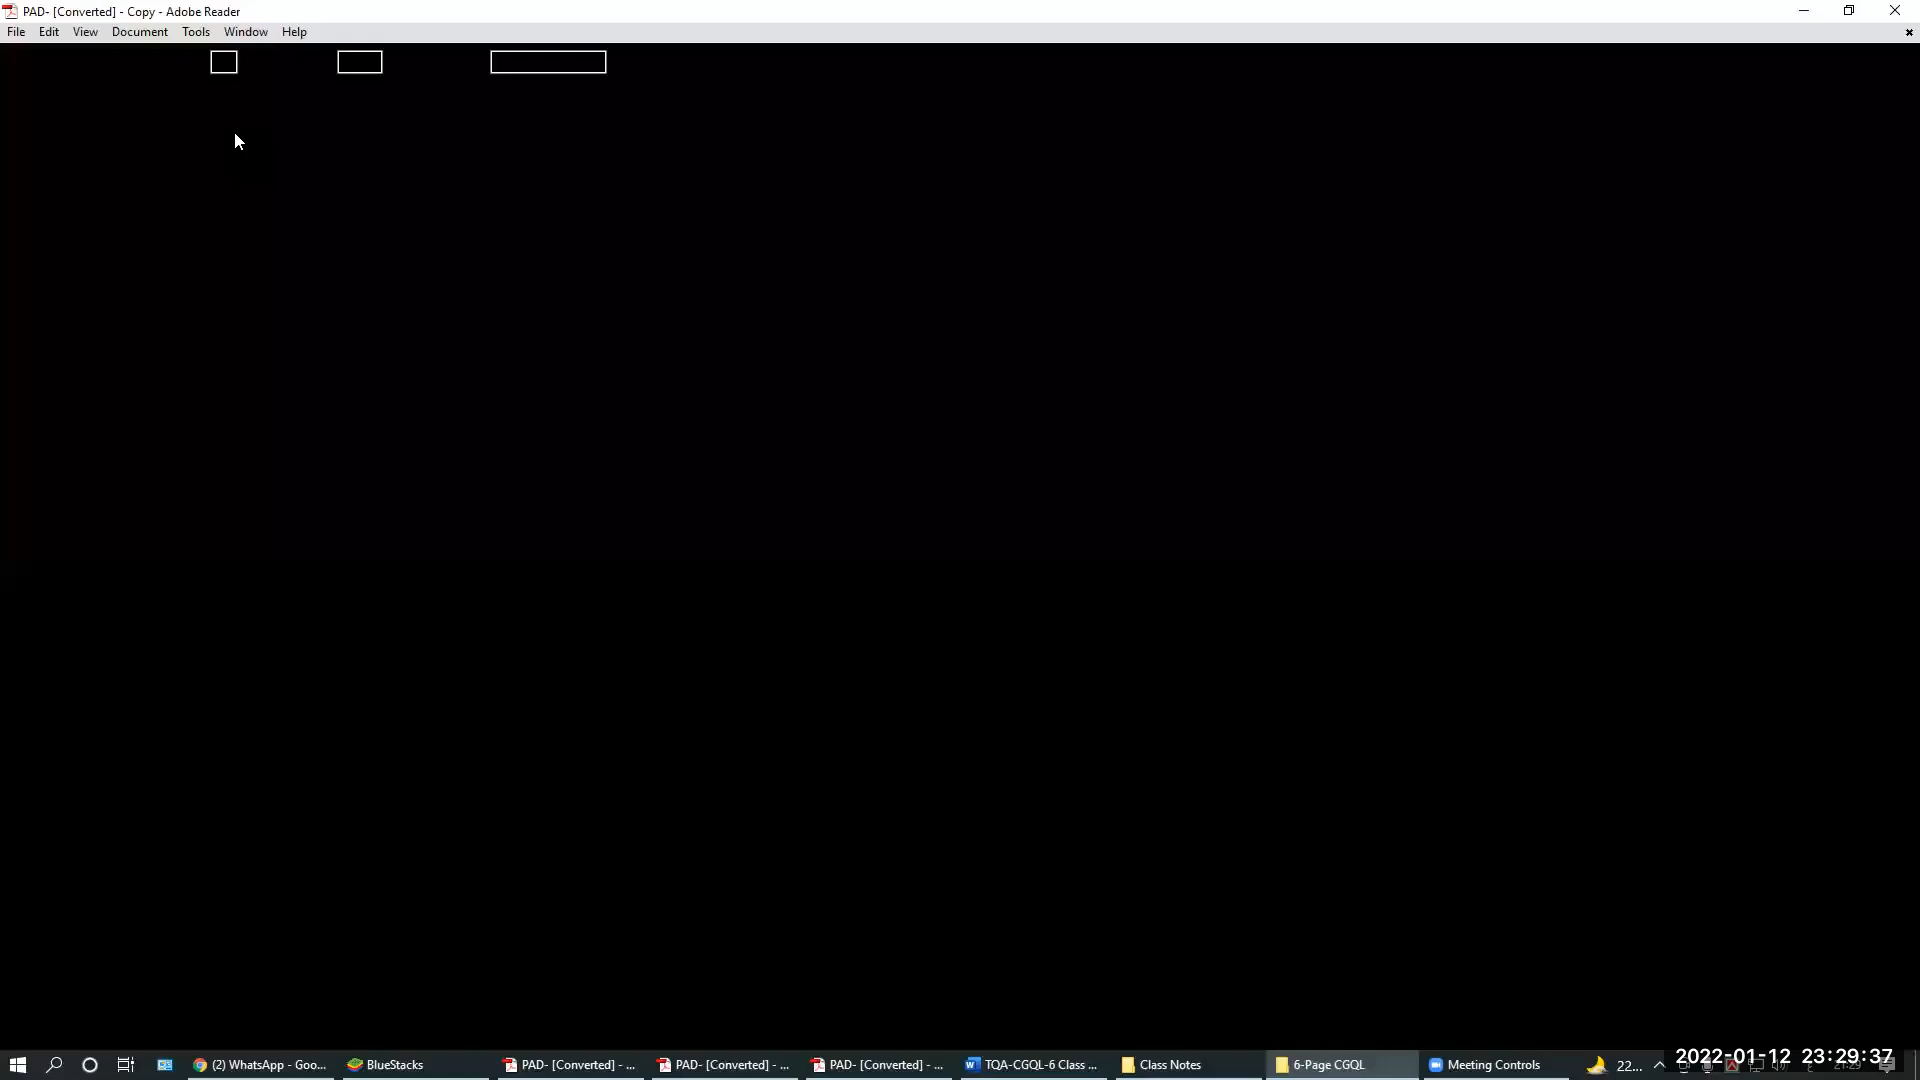 PAD- [Converted] - Copy - Adobe Reader
File Edit View Document Tools Window Help
(2) WhatsApp - Goo... BlueStacks PAD- [Converted] - ... PAD- [Converted] - ... PAD- [Converted] - ... TQA-CGQL-6 Class ... Class Notes 6-Page CGQL Meeting Controls 22... 2022-01-12 23:29:37
21:29